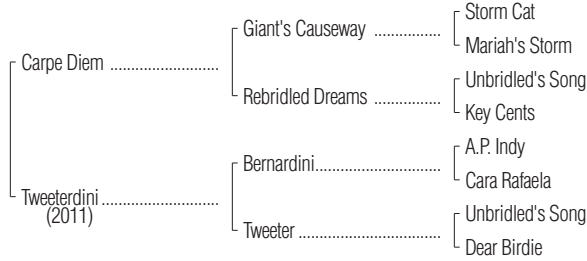 Storm Cat
Giant's Causeway ..................
Mariah's Storm
Carpe Diem .........................
Unbridled's Song
Rebridled Dreams ...............
Key Cents
A.P. Indy
Bernardini.............................
Cara Rafaela
Tweeterdini ...........................
(2011)
Unbridled's Song
Tweeter ................................
Dear Birdie